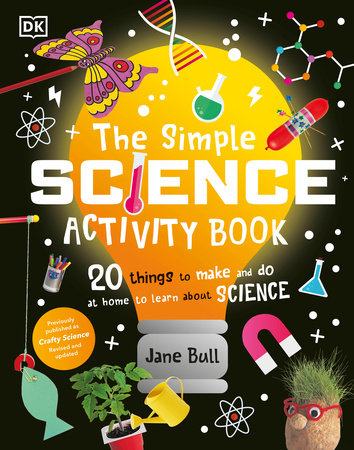 DK
The Simple
SCIENCE
ACTIVITY BOOK
20 things to make and do
at home to learn about SCIENCE
Previously
published as
Crafty Science
Revised and
updated
Jane Bull